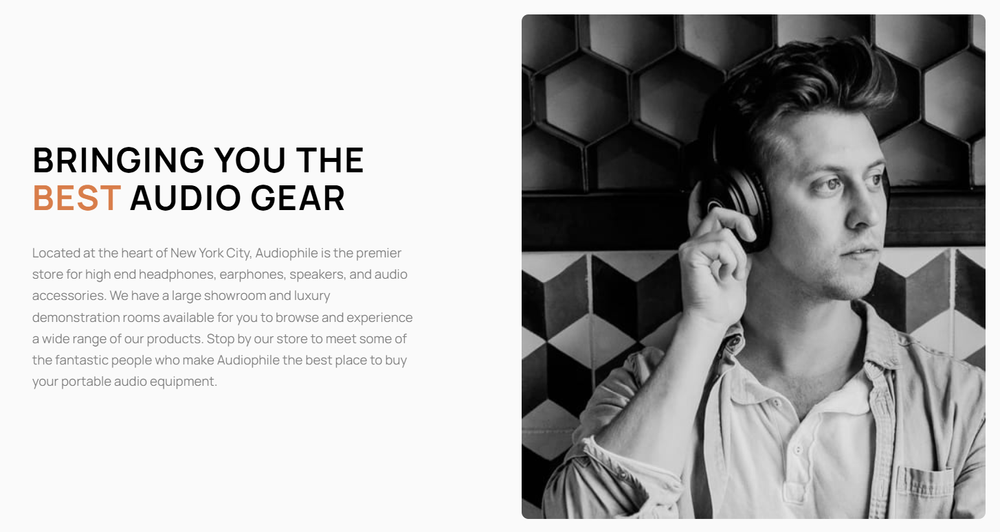 BRINGING YOU THE
BEST AUDIO GEAR
Located at the heart of New York City, Audiophile is the premier
store for high end headphones, earphones, speakers, and audio
accessories. We have a large showroom and luxury
demonstration rooms available for you to browse and experience
a wide range of our products. Stop by our store to meet some of
the fantastic people who make Audiophile the best place to buy
your portable audio equipment.